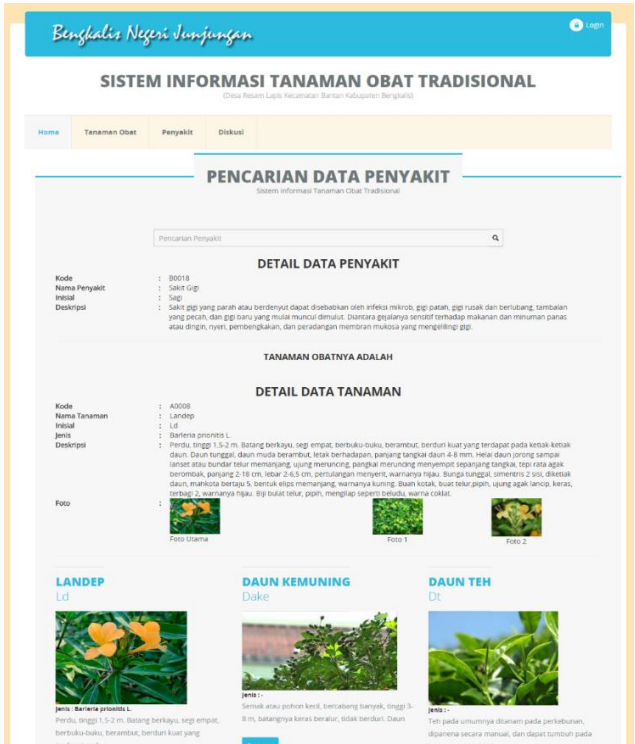 Bengkalis Negeri Junjungan
Login
SISTEM INFORMASI TANAMAN OBAT TRADISIONAL
(Desa Resam Lapis Kecamatan Bantan Kabupaten Bengkalis)
Home Tanaman Obat Penyakit Diskusi
PENCARIAN DATA PENYAKIT
Sistem Informasi Tanaman Obat Tradisional
Pencarian Penyakit
DETAIL DATA PENYAKIT
Kode : B0018
Nama Penyakit : Sakit Gigi
Inisial : Sagi
Deskripsi : Sakit gigi yang parah atau berdenyut dapat disebabkan oleh infeksi mikrob, gigi patah, gigi rusak dan berlubang, tambalan
yang pecah, dan gigi baru yang mulai muncul dimulut. Diantara gejalanya sensitif terhadap makanan dan minuman panas
atau dingin, nyeri, pembengkakan, dan peradangan membran mukosa yang mengelilingi gigi.
TANAMAN OBATNYA ADALAH
DETAIL DATA TANAMAN
Kode : A0008
Nama Tanaman : Landep
Inisial : Ld
Jenis : Barleria prionitis L.
Deskripsi : Perdu, tinggi 1,5-2 m. Batang berkayu, segi empat, berbuku-buku, berambut, berduri kuat yang terdapat pada ketiak-ketiak
daun. Daun tunggal, daun muda berambut, letak berhadapan, panjang tangkai daun 4-8 mm. Helai daun jorong sampai
lanset atau bundar telur memanjang, ujung meruncing, pangkal meruncing menyempit sepanjang tangkai, tepi rata agak
berombak, panjang 2-18 cm, lebar 2-6,5 cm, pertulangan menyerit, warnanya hijau. Bunga tunggal, simentris 2 sisi, diketiak
daun, mahkota bertaju 5, bentuk elips memanjang, warnanya kuning. Buah kotak, buat telur,pipih, ujung agak lancip, keras,
terbagi 2, warnanya hijau. Biji bulat telur, pipih, mengilap seperti beludu, warna coklat.
Foto :
Foto Utama Foto 1 Foto 2
LANDEP
Ld
Jenis : Barleria prionitis L.
Perdu, tinggi 1,5-2 m. Batang berkayu, segi empat,
berbuku-buku, berambut, berduri kuat yang
DAUN KEMUNING
Dake
Jenis : -
Semak atau pohon kecil, bercabang banyak, tinggi 3-
8 m, batangnya keras beralur, tidak berduri. Daun
DAUN TEH
Dt
Jenis : -
Teh pada umumnya ditanam pada perkebunan,
dipanena secara manual, dan dapat tumbuh pada